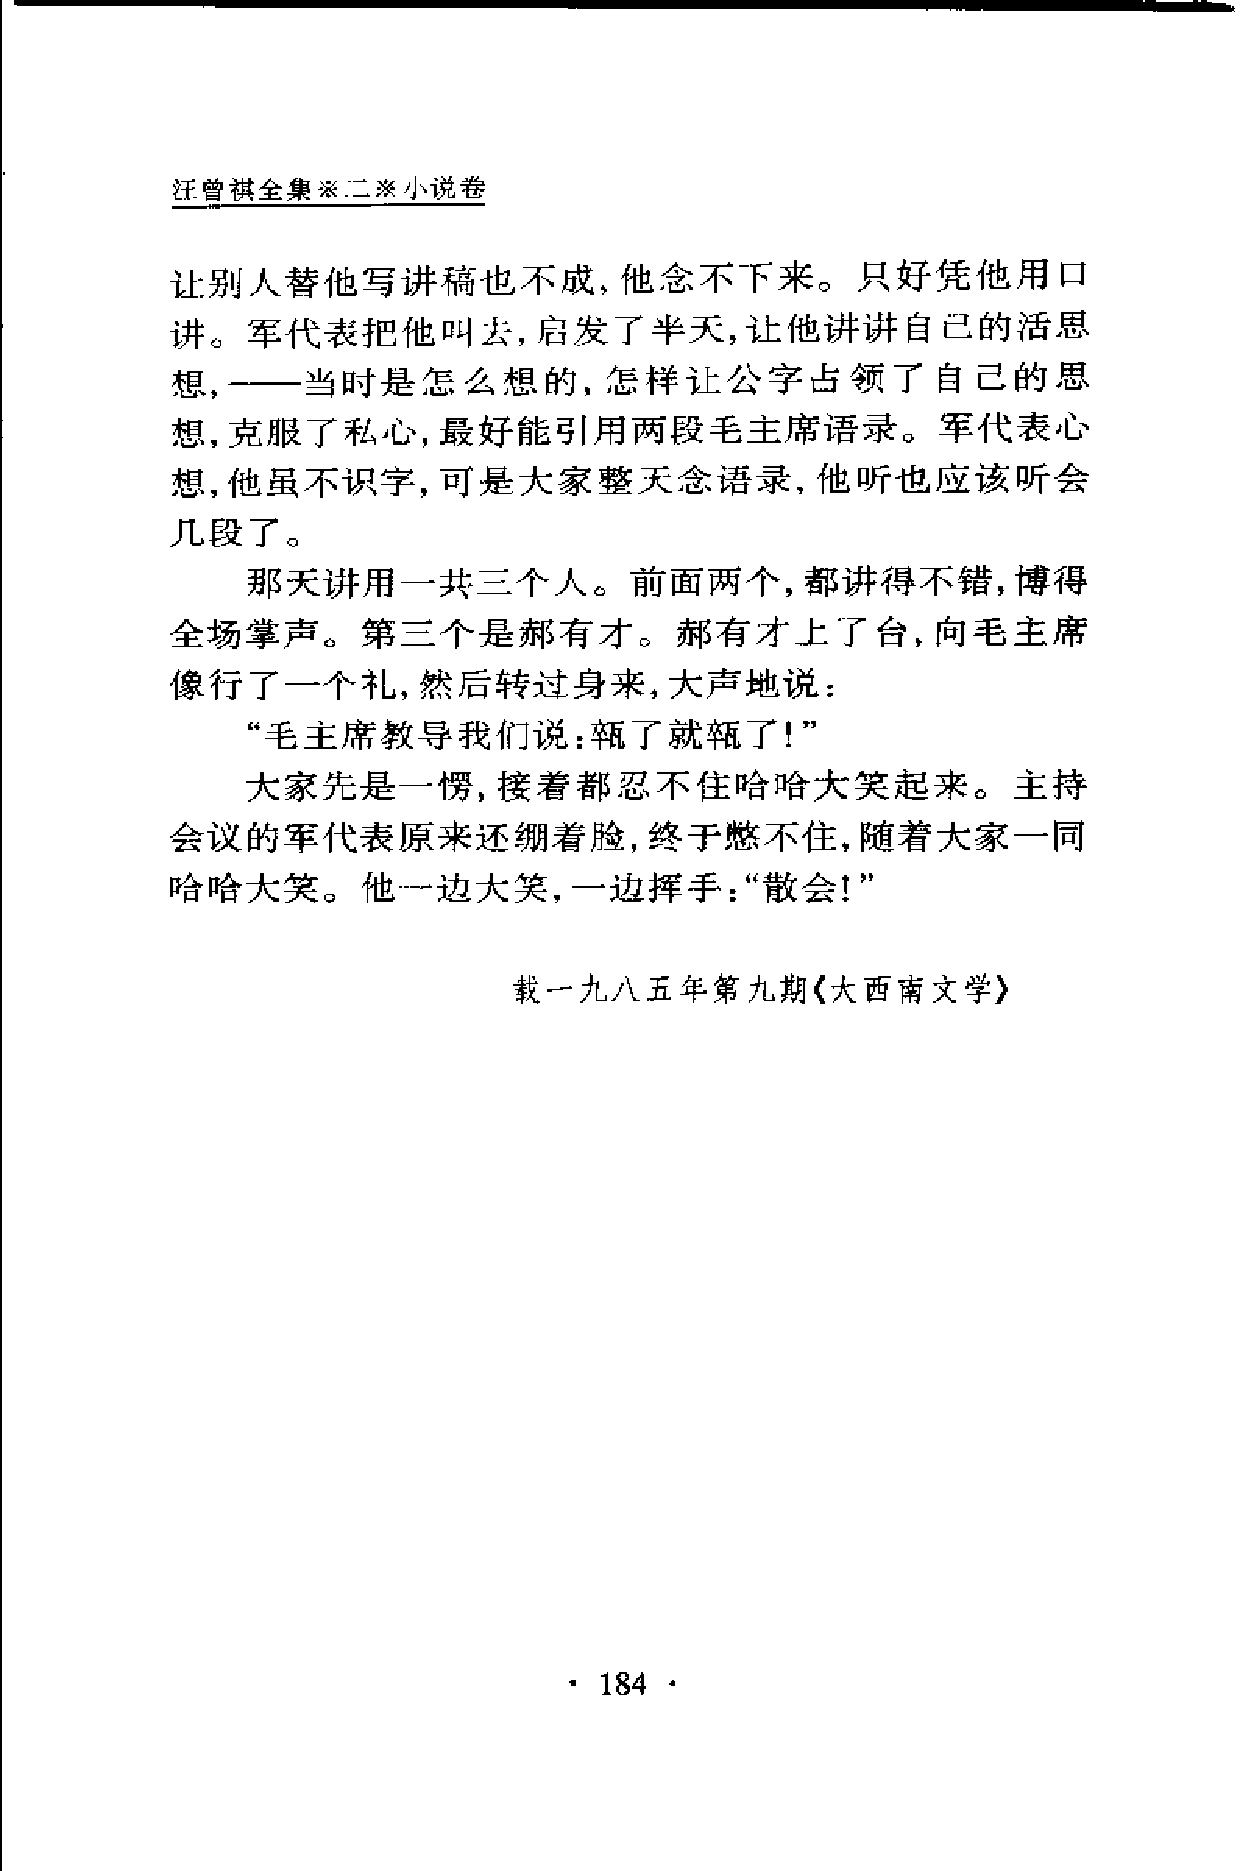 汪曾祺全集※二※小说卷
让别人替他写讲稿也不成,他念不下来。只好凭他用口
讲。军代表把他叫去,启发了半天,让他讲讲自己的活思
想,——当时是怎么想的,怎样让公字占领了自己的思
想,克服了私心,最好能引用两段毛主席语录。军代表心
想,他虽不识字,可是大家整天念语录,他听也应该听会
几段了。
那天讲用一共三个人。前面两个,都讲得不错,博得
全场掌声。第三个是郝有才。郝有才上了台,向毛主席
像行了一个礼,然后转过身来,大声地说:
“毛主席教导我们说:㼣了就㼣了!”
大家先是一愣,接着都忍不住哈哈大笑起来。主持
会议的军代表原来还绷着脸,终于憋不住,随着大家一同
哈哈大笑。他一边大笑,一边挥手:“散会!”
载一九八五年第九期《大西南文学》
· 184 ·